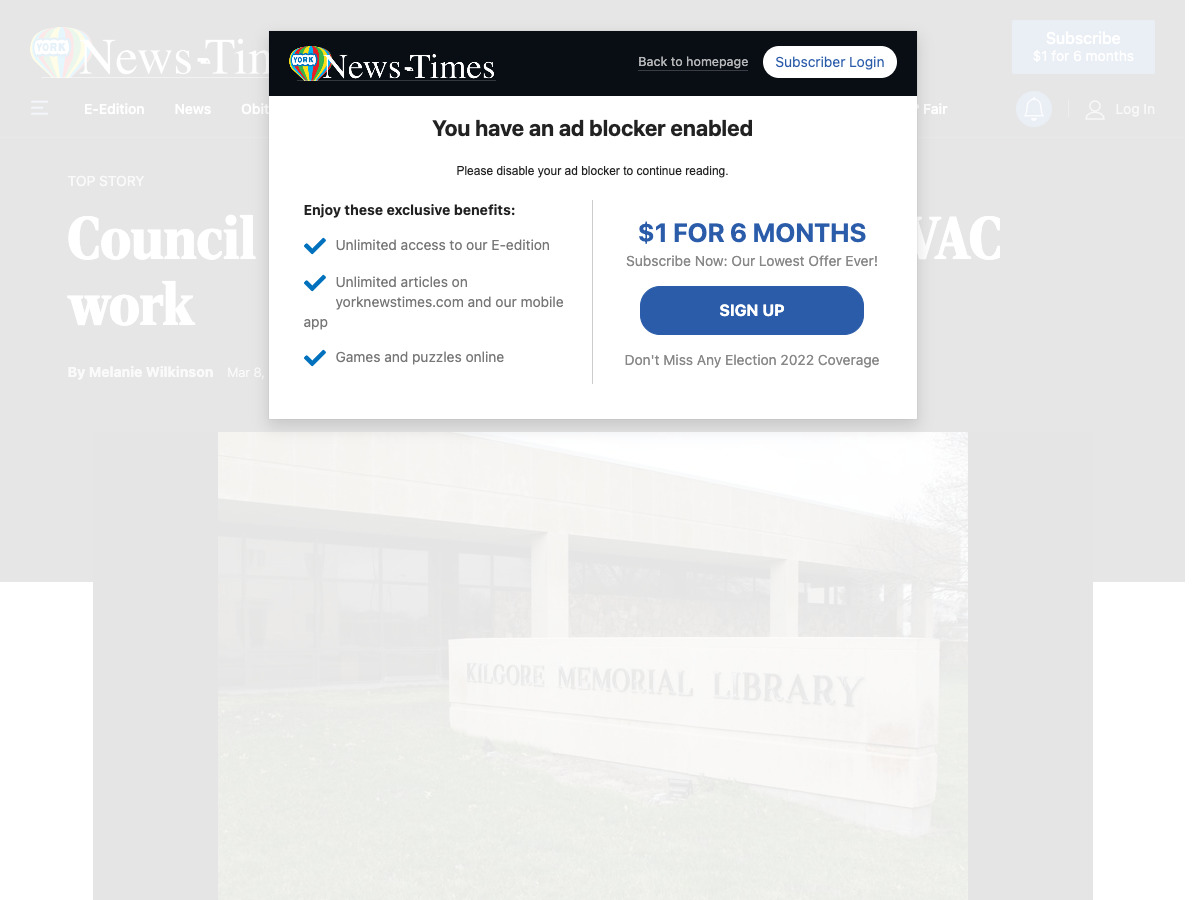 YORK News-Times
Back to homepage
Subscriber Login
You have an ad blocker enabled
Please disable your ad blocker to continue reading.
Enjoy these exclusive benefits:
Unlimited access to our E-edition
Unlimited articles on
yorknewstimes.com and our mobile
app
Games and puzzles online
$1 FOR 6 MONTHS
Subscribe Now: Our Lowest Offer Ever!
SIGN UP
Don't Miss Any Election 2022 Coverage
YORK News-Ti
Subscribe
$1 for 6 months
E-Edition
News
Obit
Fair
Log In
TOP STORY
Council
VAC
work
By Melanie Wilkinson
Mar 8,
KILGORE MEMORIAL LIBRARY